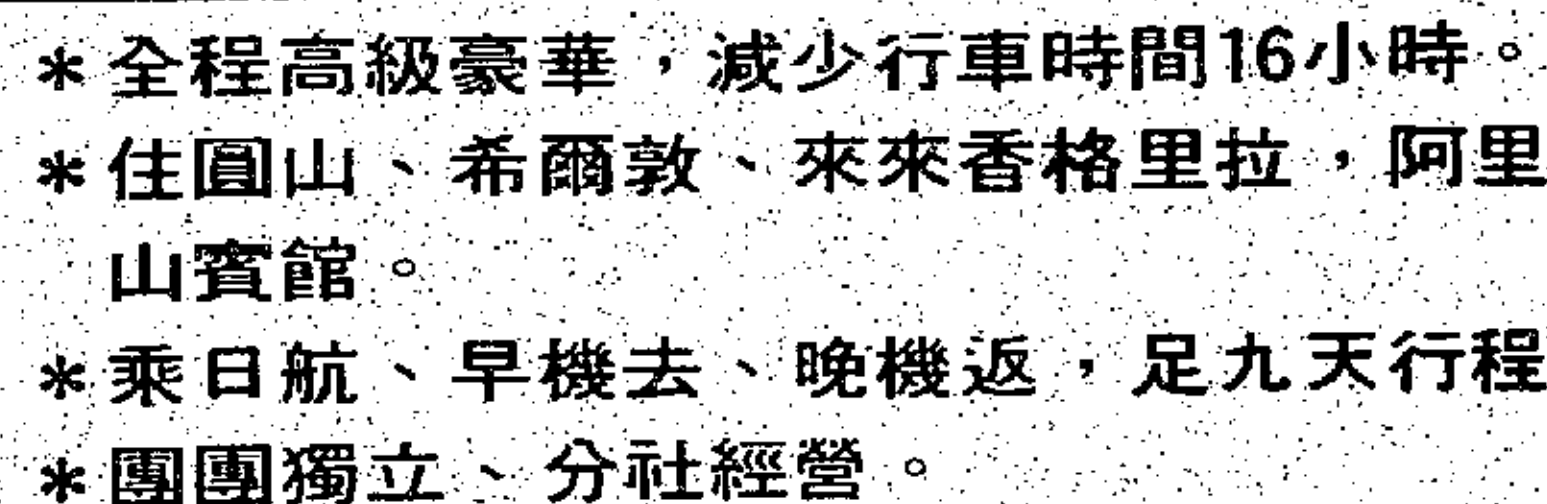 *全程高級豪華，減少行車時間16小時。
*住圓山、希爾敦、來來香格里拉，阿里
山賓館。
*乘日航、早機去、晚機返，足九天行程
*團團獨立、分社經營。